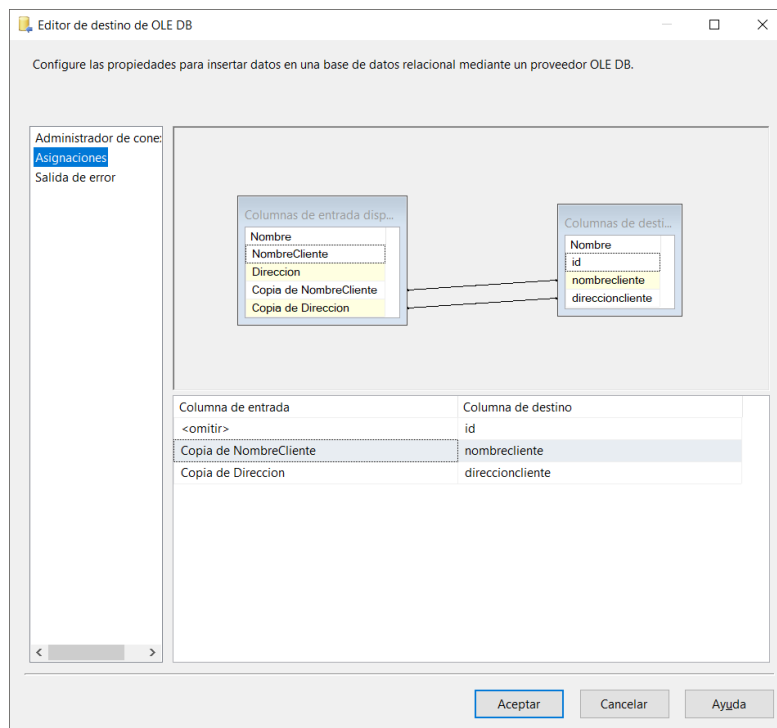 Editor de destino de OLE DB
Configure las propiedades para insertar datos en una base de datos relacional mediante un proveedor OLE DB.
Administrador de cone
Asignaciones
Salida de error
Columnas de entrada disp...
Nombre
NombreCliente
Direccion
Copia de NombreCliente
Copia de Direccion
Columnas de desti...
Nombre
id
nombrecliente
direccioncliente
Columna de entrada Columna de destino
<omitir> id
Copia de NombreCliente nombrecliente
Copia de Direccion direccioncliente
Aceptar Cancelar Ayuda